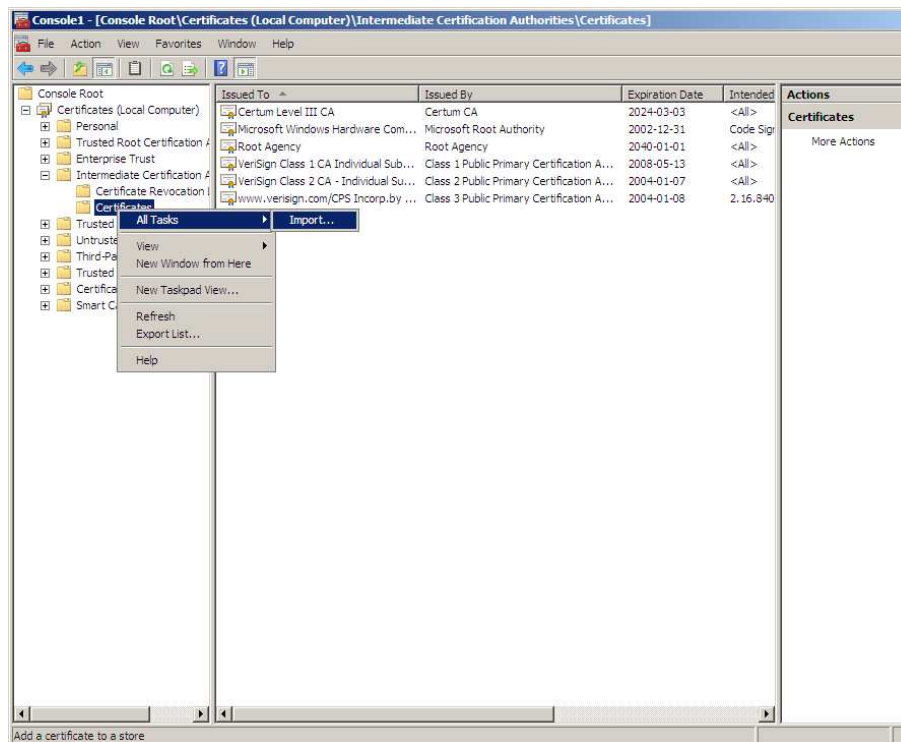 Console1 - [Console Root\Certificates (Local Computer)\Intermediate Certification Authorities\Certificates]
File Action View Favorites Window Help
Console Root
Certificates (Local Computer)
Personal
Trusted Root Certification
Enterprise Trust
Intermediate Certification
Certificate Revocation
Certificates
Trusted
Untruste
Third-Pa
Trusted
Certifica
Smart C
All Tasks
Import...
View
New Window from Here
New Taskpad View...
Refresh
Export List...
Help
Issued To Issued By Expiration Date Intended
Certum Level III CA Certum CA 2024-03-03 <All>
Microsoft Windows Hardware Com... Microsoft Root Authority 2002-12-31 Code Sign
Root Agency Root Agency 2040-01-01 <All>
VeriSign Class 1 CA Individual Sub... Class 1 Public Primary Certification A... 2008-05-13 <All>
VeriSign Class 2 CA - Individual Su... Class 2 Public Primary Certification A... 2004-01-07 <All>
www.verisign.com/CPS Incorp.by ... Class 3 Public Primary Certification A... 2004-01-08 2.16.840
Actions
Certificates
More Actions
Add a certificate to a store